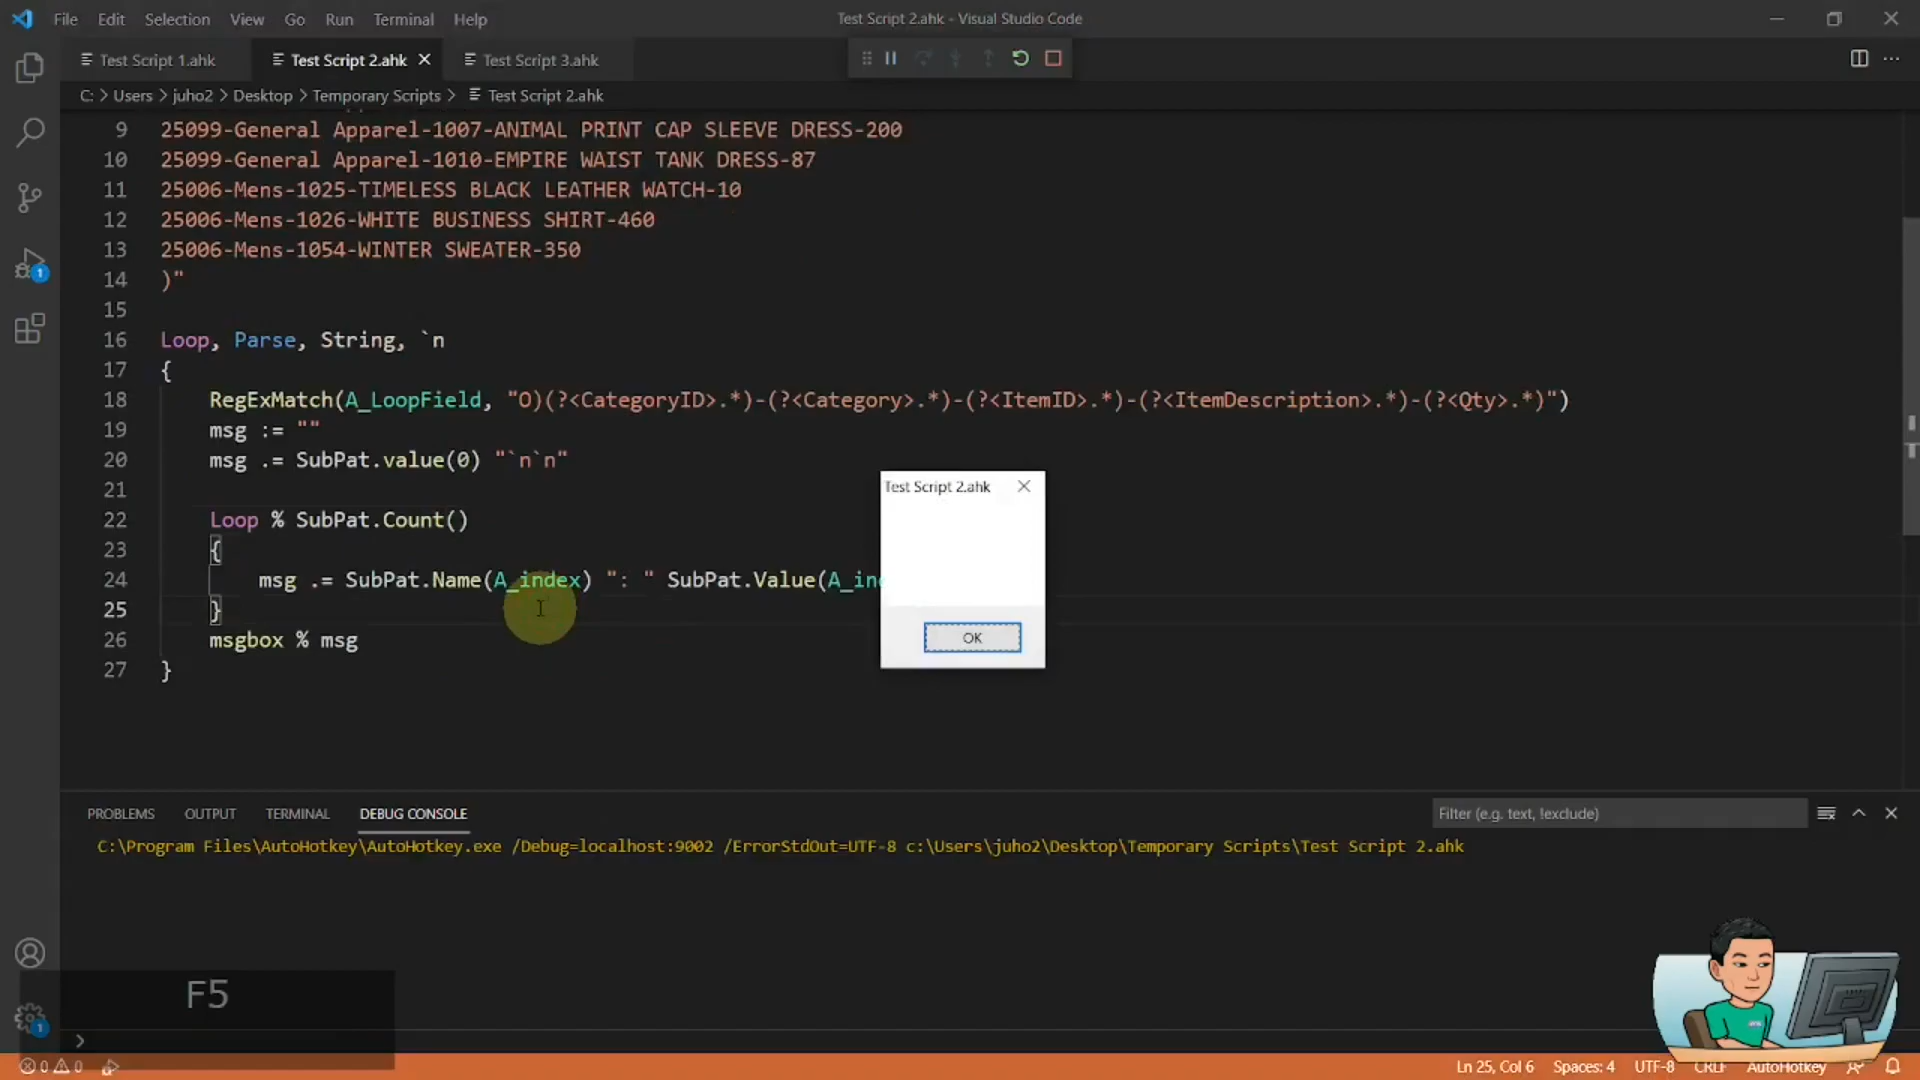 File Edit Selection View Go Run Terminal Help
Test Script 2.ahk - Visual Studio Code
Test Script 1.ahk
Test Script 2.ahk
Test Script 3.ahk
C: > Users > juho2 > Desktop > Temporary Scripts > Test Script 2.ahk
9 25099-General Apparel-1007-ANIMAL PRINT CAP SLEEVE DRESS-200
10 25099-General Apparel-1010-EMPIRE WAIST TANK DRESS-87
11 25006-Mens-1025-TIMELESS BLACK LEATHER WATCH-10
12 25006-Mens-1026-WHITE BUSINESS SHIRT-460
13 25006-Mens-1054-WINTER SWEATER-350
14 )"
15
16 Loop, Parse, String, `n
17 {
18 RegExMatch(A_LoopField, "O)(?<CategoryID>.*)-(?<Category>.*)-(?<ItemID>.*)-(?<ItemDescription>.*)-(?<Qty>.*)")
19 msg := ""
20 msg .= SubPat.value(0) "`n`n"
21
22 Loop % SubPat.Count()
23 {
24 msg .= SubPat.Name(A_index) ": " SubPat.Value(A_in
25 }
26 msgbox % msg
27 }
Test Script 2.ahk
OK
PROBLEMS OUTPUT TERMINAL DEBUG CONSOLE
Filter (e.g. text, !exclude)
C:\Program Files\AutoHotkey\AutoHotkey.exe /Debug=localhost:9002 /ErrorStdOut=UTF-8 c:\Users\juho2\Desktop\Temporary Scripts\Test Script 2.ahk
F5
1
1
0 0
Ln 25, Col 6 Spaces: 4 UTF-8 CRLF AutoHotkey